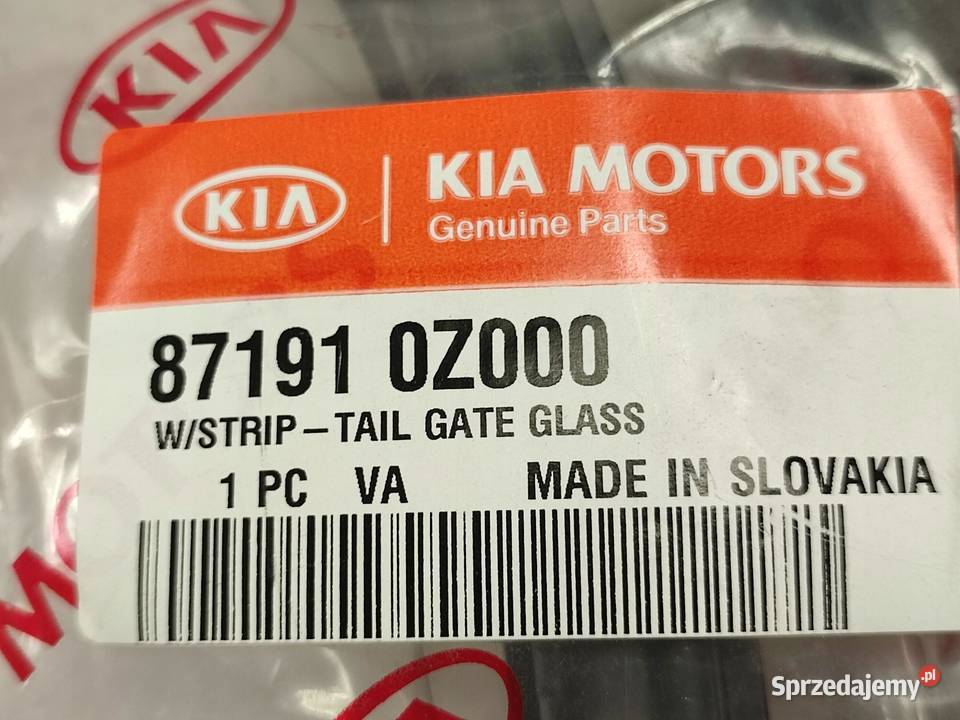 KIA
KIA
KIA MOTORS
Genuine Parts
87191 0Z000
W/STRIP–TAIL GATE GLASS
1 PC VA MADE IN SLOVAKIA
Sprzedajemy.pl